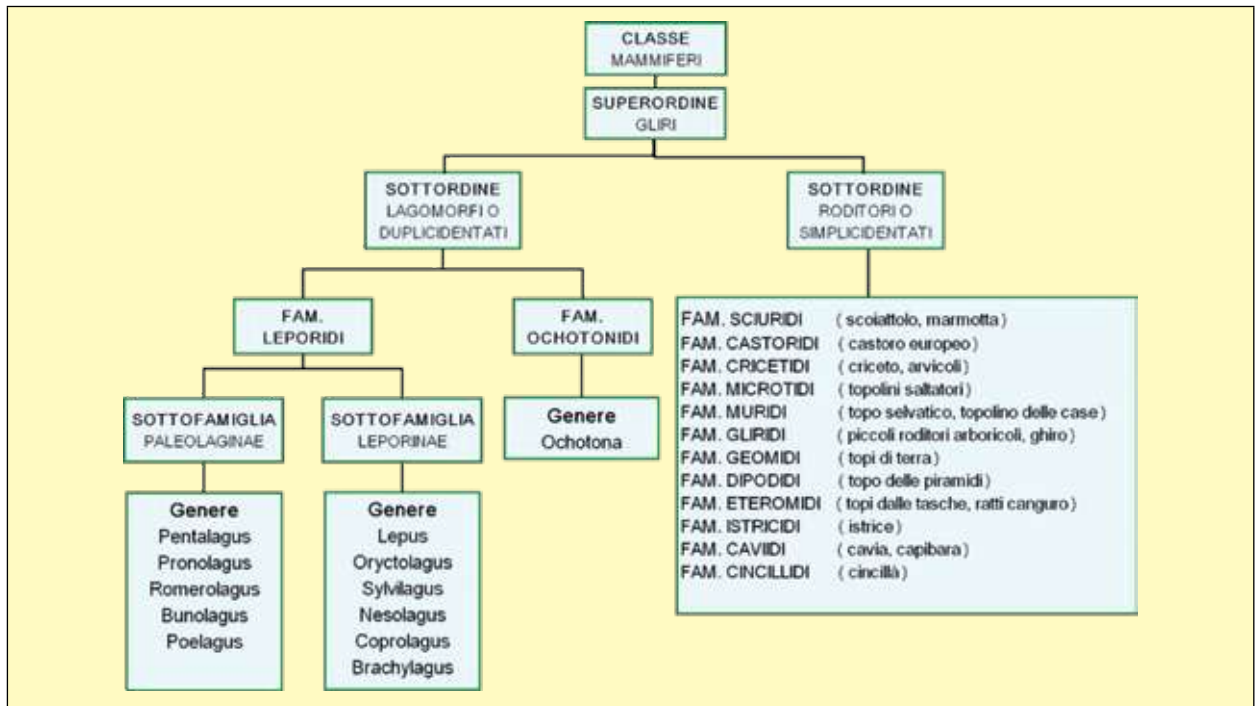 CLASSE
MAMMIFERI
SUPERORDINE
GLIRI
SOTTORDINE
LAGOMORFI O
DUPLICIDENTATI
SOTTORDINE
RODITORI O
SIMPLICIDENTATI
FAM.
LEPORIDI
FAM.
OCHOTONIDI
SOTTOFAMIGLIA
PALEOLAGINAE
SOTTOFAMIGLIA
LEPORINAE
Genere
Ochotona
Genere
Pentalagus
Pronolagus
Romerolagus
Bunolagus
Poelagus
Genere
Lepus
Oryctolagus
Sylvilagus
Nesolagus
Coprolagus
Brachylagus
FAM. SCIURIDI ( scoiattolo, marmotta )
FAM. CASTORIDI ( castoro europeo )
FAM. CRICETIDI ( criceto, arvicoli )
FAM. MICROTIDI ( topolini saltatori )
FAM. MURIDI ( topo selvatico, topolino delle case )
FAM. GLIRIDI ( piccoli roditori arboricoli, ghiro )
FAM. GEOMIDI ( topi di terra )
FAM. DIPODIDI ( topo delle piramidi )
FAM. ETEROMIDI ( topi dalle tasche, ratti canguro )
FAM. ISTRICIDI ( istrice )
FAM. CAVIIDI ( cavia, capibara )
FAM. CINCILLIDI ( cincillà )